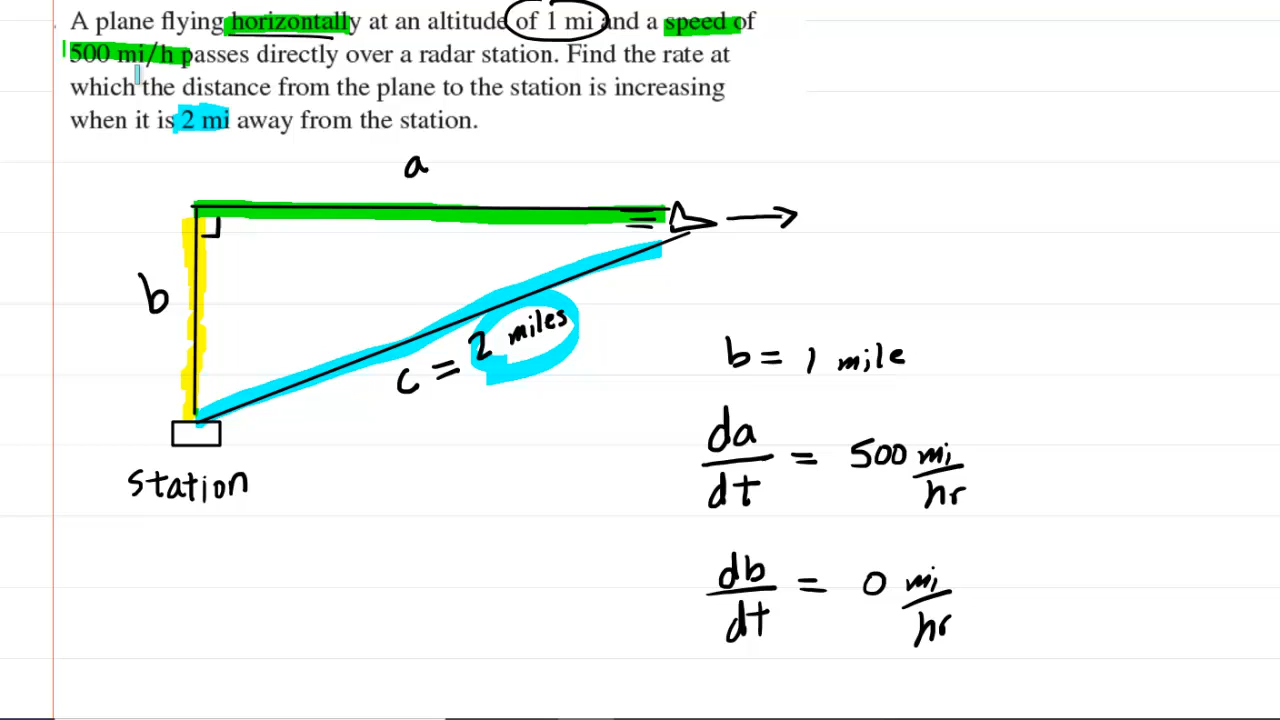 A plane flying horizontally at an altitude of 1 mi and a speed of
500 mi/h passes directly over a radar station. Find the rate at
which the distance from the plane to the station is increasing
when it is 2 mi away from the station.
a
b
c = 2 miles
station
b = 1 mile
da/dt = 500 mi/hr
db/dt = 0 mi/hr